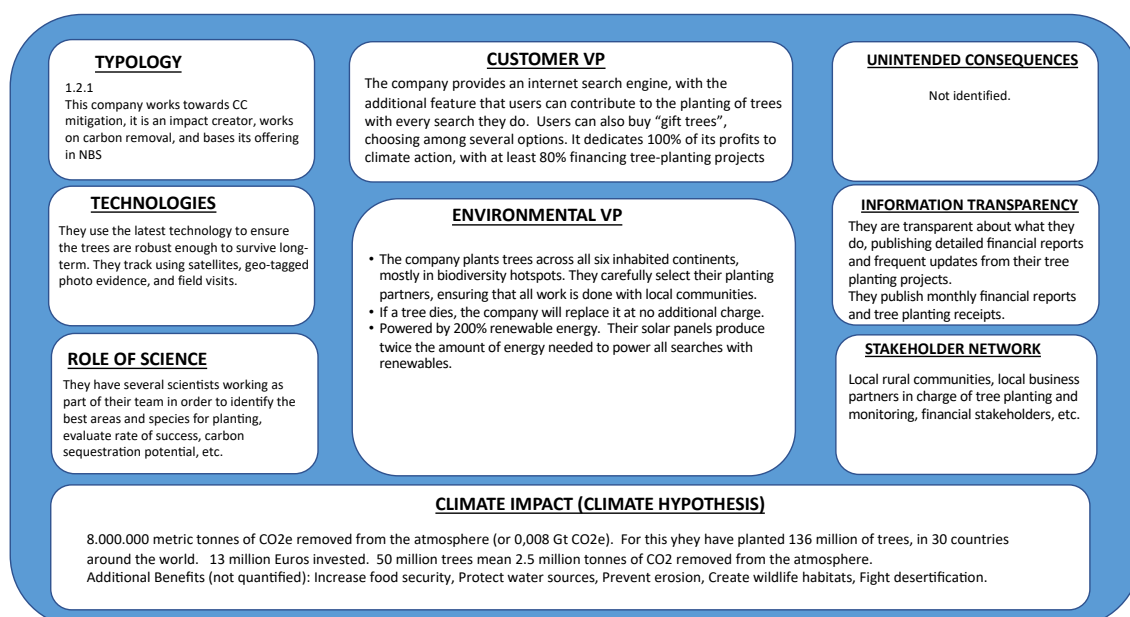 TYPOLOGY
1.2.1
This company works towards CC
mitigation, it is an impact creator, works
on carbon removal, and bases its offering
in NBS
CUSTOMER VP
The company provides an internet search engine, with the
additional feature that users can contribute to the planting of trees
with every search they do.  Users can also buy “gift trees”,
choosing among several options. It dedicates 100% of its profits to
climate action, with at least 80% financing tree-planting projects
UNINTENDED CONSEQUENCES
Not identified.
TECHNOLOGIES
They use the latest technology to ensure
the trees are robust enough to survive long-
term. They track using satellites, geo-tagged
photo evidence, and field visits.
ENVIRONMENTAL VP
• The company plants trees across all six inhabited continents,
mostly in biodiversity hotspots. They carefully select their planting
partners, ensuring that all work is done with local communities.
• If a tree dies, the company will replace it at no additional charge.
• Powered by 200% renewable energy.  Their solar panels produce
twice the amount of energy needed to power all searches with
renewables.
INFORMATION TRANSPARENCY
They are transparent about what they
do, publishing detailed financial reports
and frequent updates from their tree
planting projects.
They publish monthly financial reports
and tree planting receipts.
ROLE OF SCIENCE
They have several scientists working as
part of their team in order to identify the
best areas and species for planting,
evaluate rate of success, carbon
sequestration potential, etc.
STAKEHOLDER NETWORK
Local rural communities, local business
partners in charge of tree planting and
monitoring, financial stakeholders, etc.
CLIMATE IMPACT (CLIMATE HYPOTHESIS)
8.000.000 metric tonnes of CO2e removed from the atmosphere (or 0,008 Gt CO2e).  For this yhey have planted 136 million of trees, in 30 countries
around the world.   13 million Euros invested.  50 million trees mean 2.5 million tonnes of CO2 removed from the atmosphere.
Additional Benefits (not quantified): Increase food security, Protect water sources, Prevent erosion, Create wildlife habitats, Fight desertification.